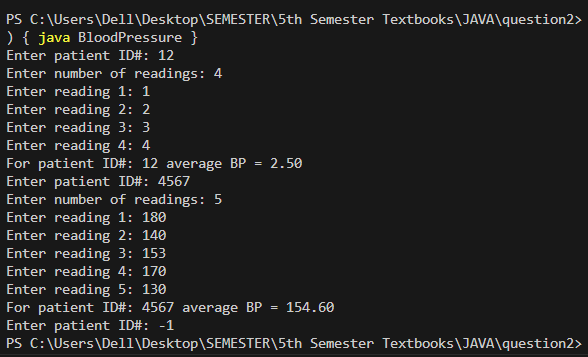 PS C:\Users\Dell\Desktop\SEMESTER\5th Semester Textbooks\JAVA\question2>
) { java BloodPressure }
Enter patient ID#: 12
Enter number of readings: 4
Enter reading 1: 1
Enter reading 2: 2
Enter reading 3: 3
Enter reading 4: 4
For patient ID#: 12 average BP = 2.50
Enter patient ID#: 4567
Enter number of readings: 5
Enter reading 1: 180
Enter reading 2: 140
Enter reading 3: 153
Enter reading 4: 170
Enter reading 5: 130
For patient ID#: 4567 average BP = 154.60
Enter patient ID#: -1
PS C:\Users\Dell\Desktop\SEMESTER\5th Semester Textbooks\JAVA\question2>